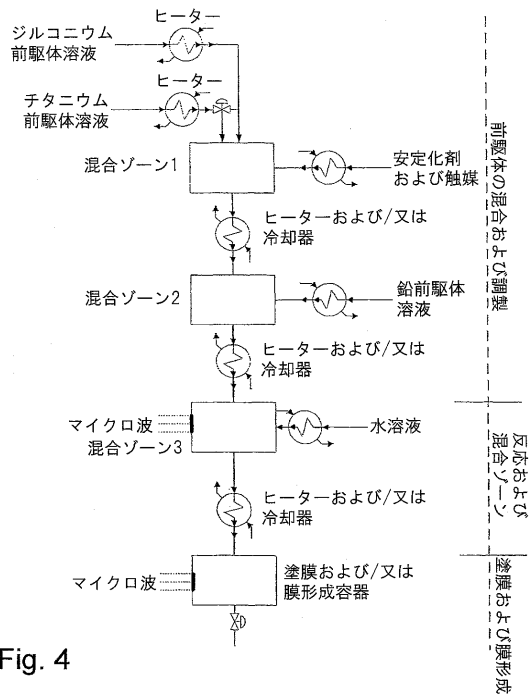 ヒーター
ジルコニウム
前駆体溶液
ヒーター
チタニウム
前駆体溶液
混合ゾーン1
安定化剤
および触媒
ヒーターおよび/又は
冷却器
混合ゾーン2
鉛前駆体
溶液
ヒーターおよび/又は
冷却器
マイクロ波
混合ゾーン3
水溶液
ヒーターおよび/又は
冷却器
マイクロ波
塗膜および/又は
膜形成容器
前駆体の混合および調製
反応および
混合ゾーン
塗膜および膜形成
Fig. 4